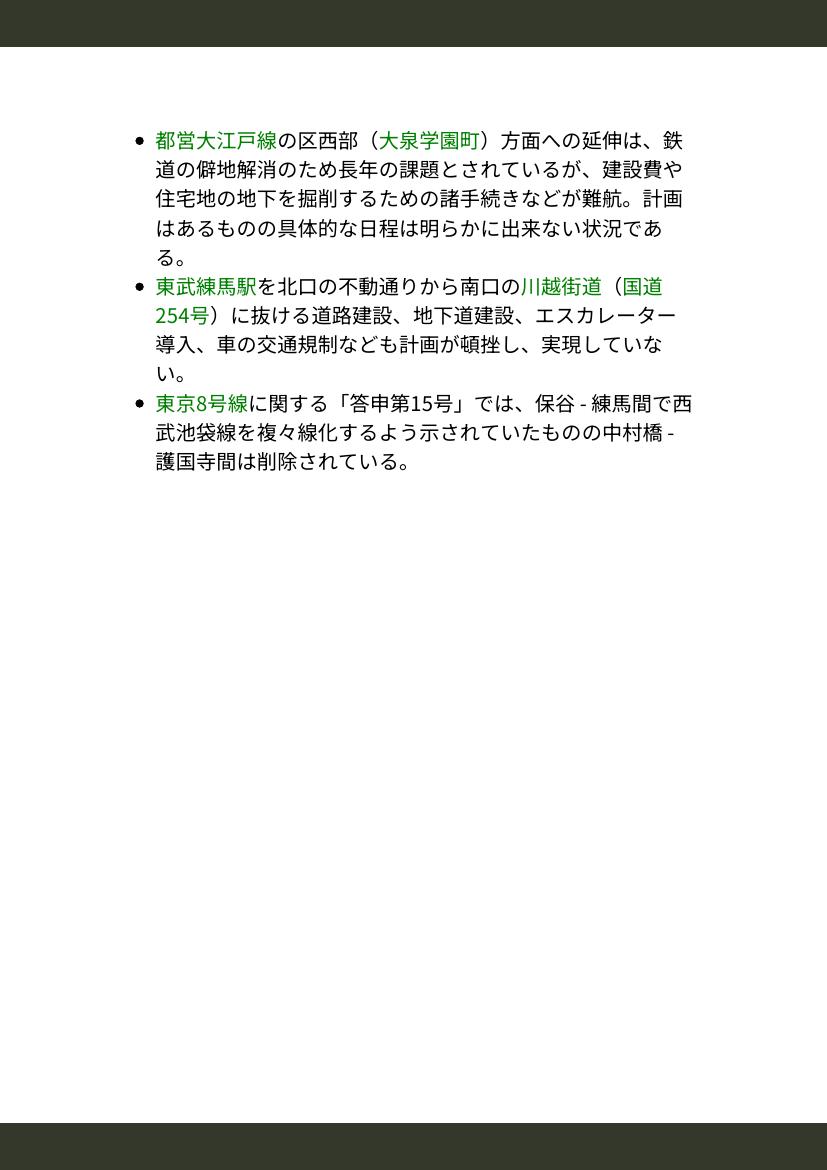 都営大江戸線の区西部（大泉学園町）方面への延伸は、鉄
道の僻地解消のため長年の課題とされているが、建設費や
住宅地の地下を掘削するための諸手続きなどが難航。計画
はあるものの具体的な日程は明らかに出来ない状況であ
る。
東武練馬駅を北口の不動通りから南口の川越街道（国道
254号）に抜ける道路建設、地下道建設、エスカレーター
導入、車の交通規制なども計画が頓挫し、実現していな
い。
東京8号線に関する「答申第15号」では、保谷 - 練馬間で西
武池袋線を複々線化するよう示されていたものの中村橋 -
護国寺間は削除されている。